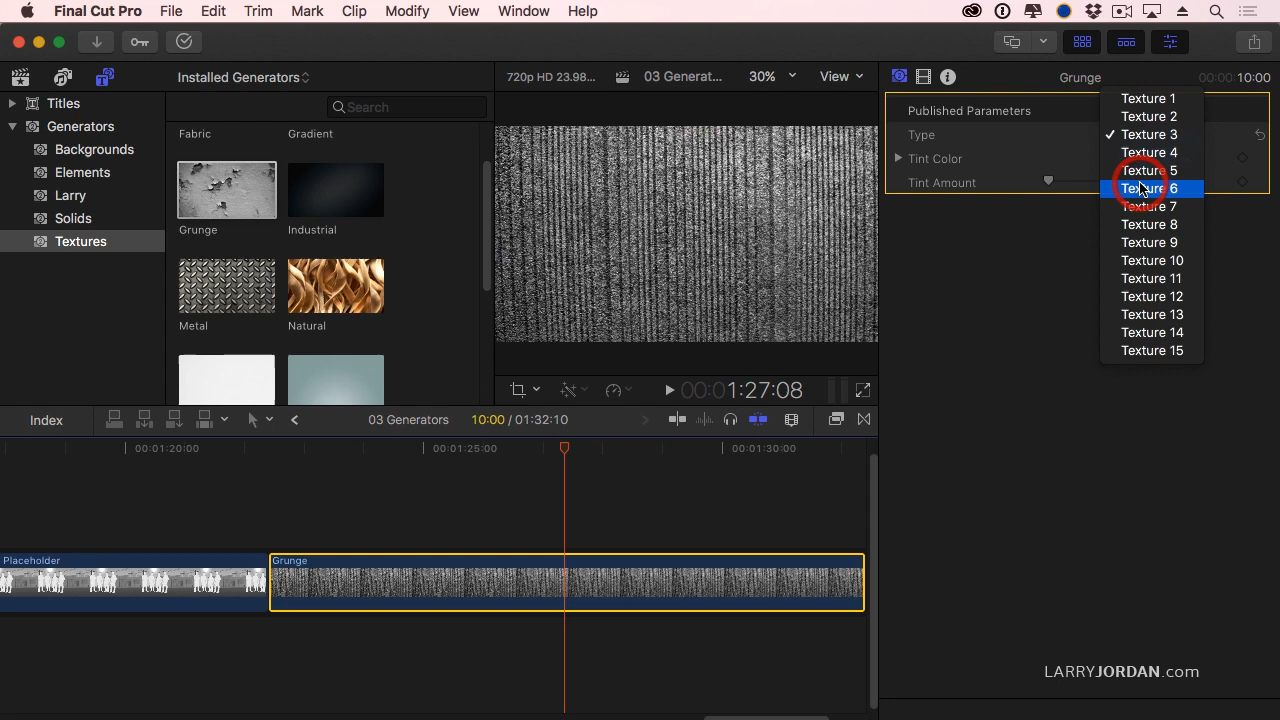 Final Cut Pro File Edit Trim Mark Clip Modify View Window Help
Installed Generators
720p HD 23.98... 03 Generat... 30% View
Grunge 00:00:10:00
Titles
Generators
Backgrounds
Elements
Larry
Solids
Textures
Search
Fabric Gradient
Grunge Industrial
Metal Natural
Published Parameters
Type
Tint Color
Tint Amount
Texture 1
Texture 2
Texture 3
Texture 4
Texture 5
Texture 6
Texture 7
Texture 8
Texture 9
Texture 10
Texture 11
Texture 12
Texture 13
Texture 14
Texture 15
00:01:27:08
Index 03 Generators 10:00 / 01:32:10
00:01:20:00 00:01:25:00 00:01:30:00
Placeholder Grunge
LARRYJORDAN.com